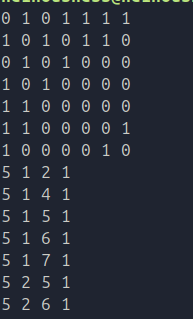 0 1 0 1 1 1 1
1 0 1 0 1 1 0
0 1 0 1 0 0 0
1 0 1 0 0 0 0
1 1 0 0 0 0 0
1 1 0 0 0 0 1
1 0 0 0 0 1 0
5 1 2 1
5 1 4 1
5 1 5 1
5 1 6 1
5 1 7 1
5 2 5 1
5 2 6 1